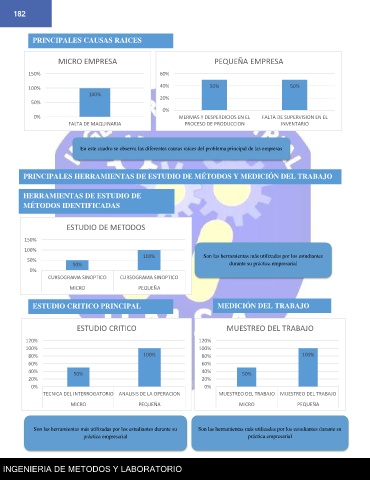 182
PRINCIPALES CAUSAS RAICES
MICRO EMPRESA
150%
100%
50%
0%
100%
FALTA DE MAQUINARIA
PEQUEÑA EMPRESA
60%
40%
20%
0%
50%
50%
MERMAS Y DESPERDICIOS EN EL
PROCESO DE PRODUCCION
FALTA DE SUPERVISION EN EL
INVENTARIO
En este cuadro se observa las diferentes causas raíces del problema principal de las empresas
PRINCIPALES HERRAMIENTAS DE ESTUDIO DE MÉTODOS Y MEDICIÓN DEL TRABAJO
HERRAMIENTAS DE ESTUDIO DE
MÉTODOS IDENTIFICADAS
ESTUDIO DE METODOS
150%
100%
50%
0%
50%
100%
CURSOGRAMA SINOPTICO
CURSOGRAMA SINOPTICO
MICRO
PEQUEÑA
Son las herramientas más utilizadas por los estudiantes
durante su práctica empresarial
ESTUDIO CRITICO PRINCIPAL
MEDICIÓN DEL TRABAJO
ESTUDIO CRITICO
120%
100%
80%
60%
40%
20%
0%
50%
100%
TECNICA DEL INTERROGATORIO
ANALISIS DE LA OPERACION
MICRO
PEQUEÑA
MUESTREO DEL TRABAJO
120%
100%
80%
60%
40%
20%
0%
50%
100%
MUESTREO DEL TRABAJO
MUESTREO DEL TRABAJO
MICRO
PEQUEÑA
Son las herramientas más utilizadas por los estudiantes durante su
práctica empresarial
Son las herramientas más utilizadas por los estudiantes durante su
práctica empresarial
INGENIERIA DE METODOS Y LABORATORIO